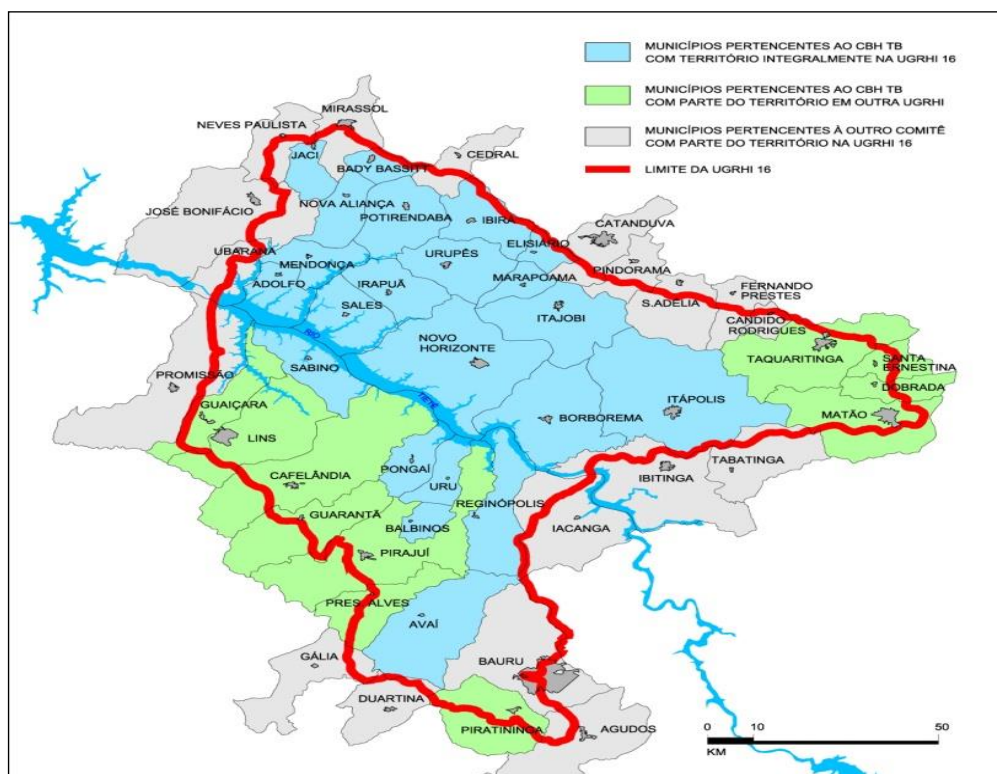 MUNICÍPIOS PERTENCENTES AO CBH TB
COM TERRITÓRIO INTEGRALMENTE NA UGRHI 16
MUNICÍPIOS PERTENCENTES AO CBH TB
COM PARTE DO TERRITÓRIO EM OUTRA UGRHI
MUNICÍPIOS PERTENCENTES À OUTRO COMITÊ
COM PARTE DO TERRITÓRIO NA UGRHI 16
LIMITE DA UGRHI 16
MIRASSOL
NEVES PAULISTA
JACI
CEDRAL
BADY BASSITT
NOVA ALIANÇA
JOSÉ BONIFÁCIO
POTIRENDABA
IBIRÁ
CATANDUVA
ELISIÁRIO
UBARANA
URUPÊS
MENDONÇA
PINDORAMA
ADOLFO
IRAPUÃ
MARAPOAMA
FERNANDO
PRESTES
SALES
S.ADÉLIA
ITAJOBI
CANDIDO
RODRIGUES
RIO
NOVO
HORIZONTE
TAQUARITINGA
SANTA
ERNESTINA
SABINO
PROMISSÃO
DOBRADA
TIETÊ
GUAIÇARA
BORBOREMA
ITÁPOLIS
MATÃO
LINS
PONGAÍ
TABATINGA
CAFELÂNDIA
URU
IBITINGA
REGINÓPOLIS
GUARANTÃ
BALBINOS
IACANGA
PIRAJUÍ
PRES. ALVES
AVAÍ
GÁLIA
BAURU
DUARTINA
PIRATININGA
AGUDOS
0 10 50
KM